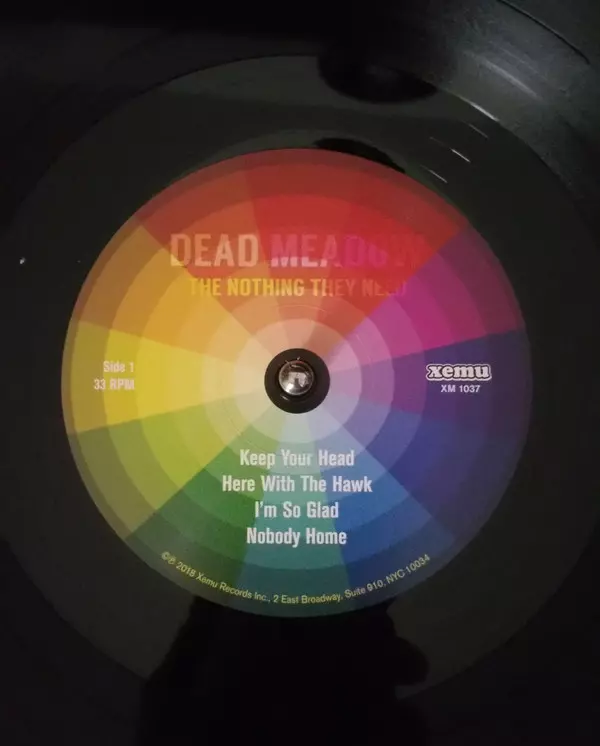 DEAD MEADOW
THE NOTHING THEY NEED
Side 1
33 RPM
xemu
XM 1037
Keep Your Head
Here With The Hawk
I'm So Glad
Nobody Home
©℗ 2018 Xemu Records Inc., 2 East Broadway, Suite 910, NYC 10034